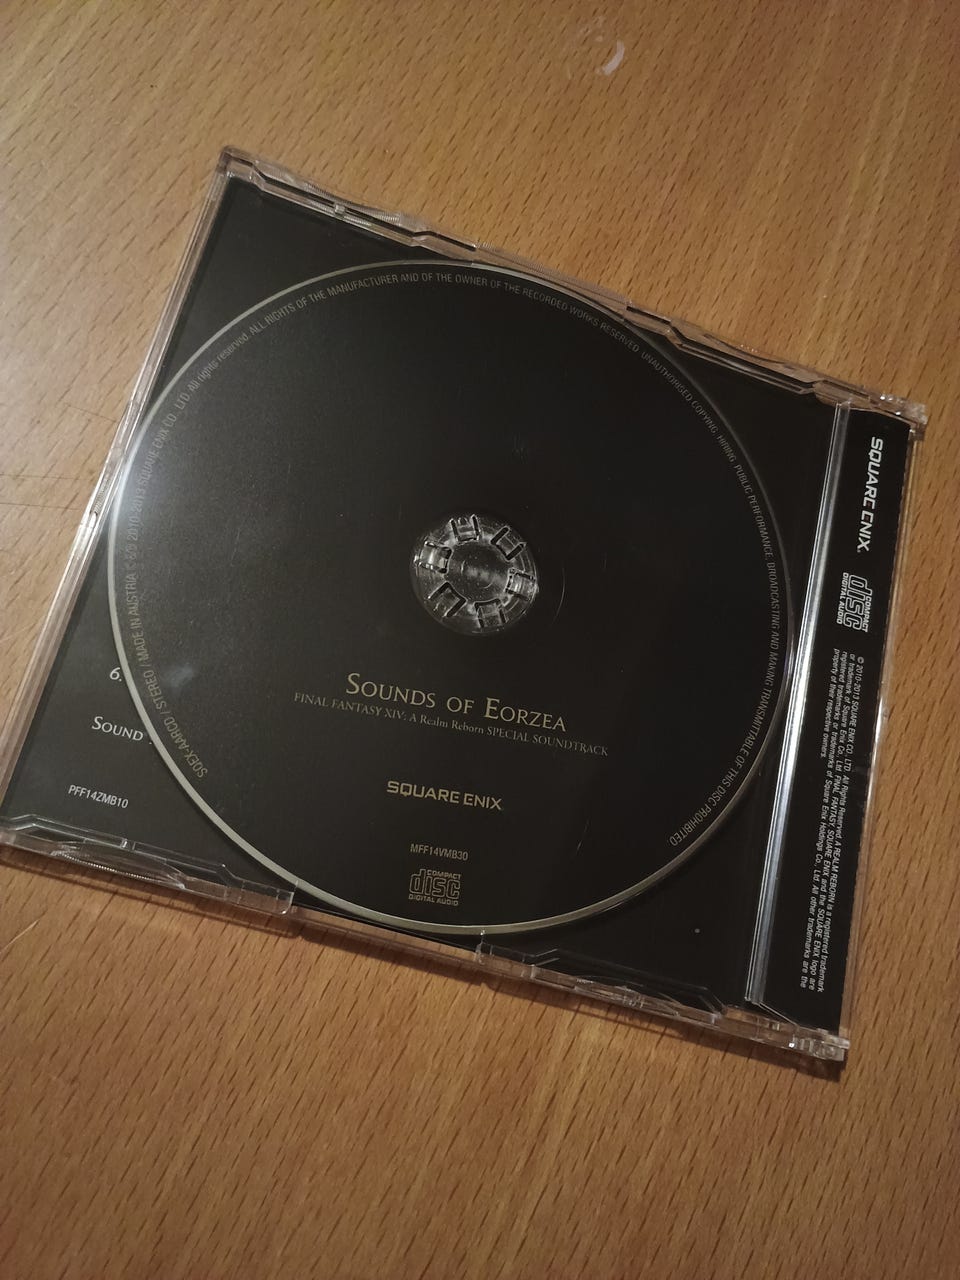 SQEX-AARCD / STEREO / MADE IN AUSTRIA © ℗ 2010-2013 SQUARE ENIX CO., LTD. All rights reserved. ALL RIGHTS OF THE MANUFACTURER AND OF THE OWNER OF THE RECORDED WORKS RESERVED. UNAUTHORISED COPYING, HIRING, PUBLIC PERFORMANCE, BROADCASTING AND MAKING TRANSMITTABLE OF THIS DISC PROHIBITED
SOUNDS OF EORZEA
FINAL FANTASY XIV: A Realm Reborn SPECIAL SOUNDTRACK
SQUARE ENIX
MFF14VMB30
COMPACT
disc
DIGITAL AUDIO
6.
SOUND
PFF14ZMB10
SQUARE ENIX.
COMPACT
disc
DIGITAL AUDIO
© 2010-2013 SQUARE ENIX CO., LTD. All Rights Reserved. A REALM REBORN is a registered trademark
or trademark of Square Enix Co., Ltd. FINAL FANTASY, SQUARE ENIX and the SQUARE ENIX logo are
registered trademarks or trademarks of Square Enix Holdings Co., Ltd. All other trademarks are the
property of their respective owners.